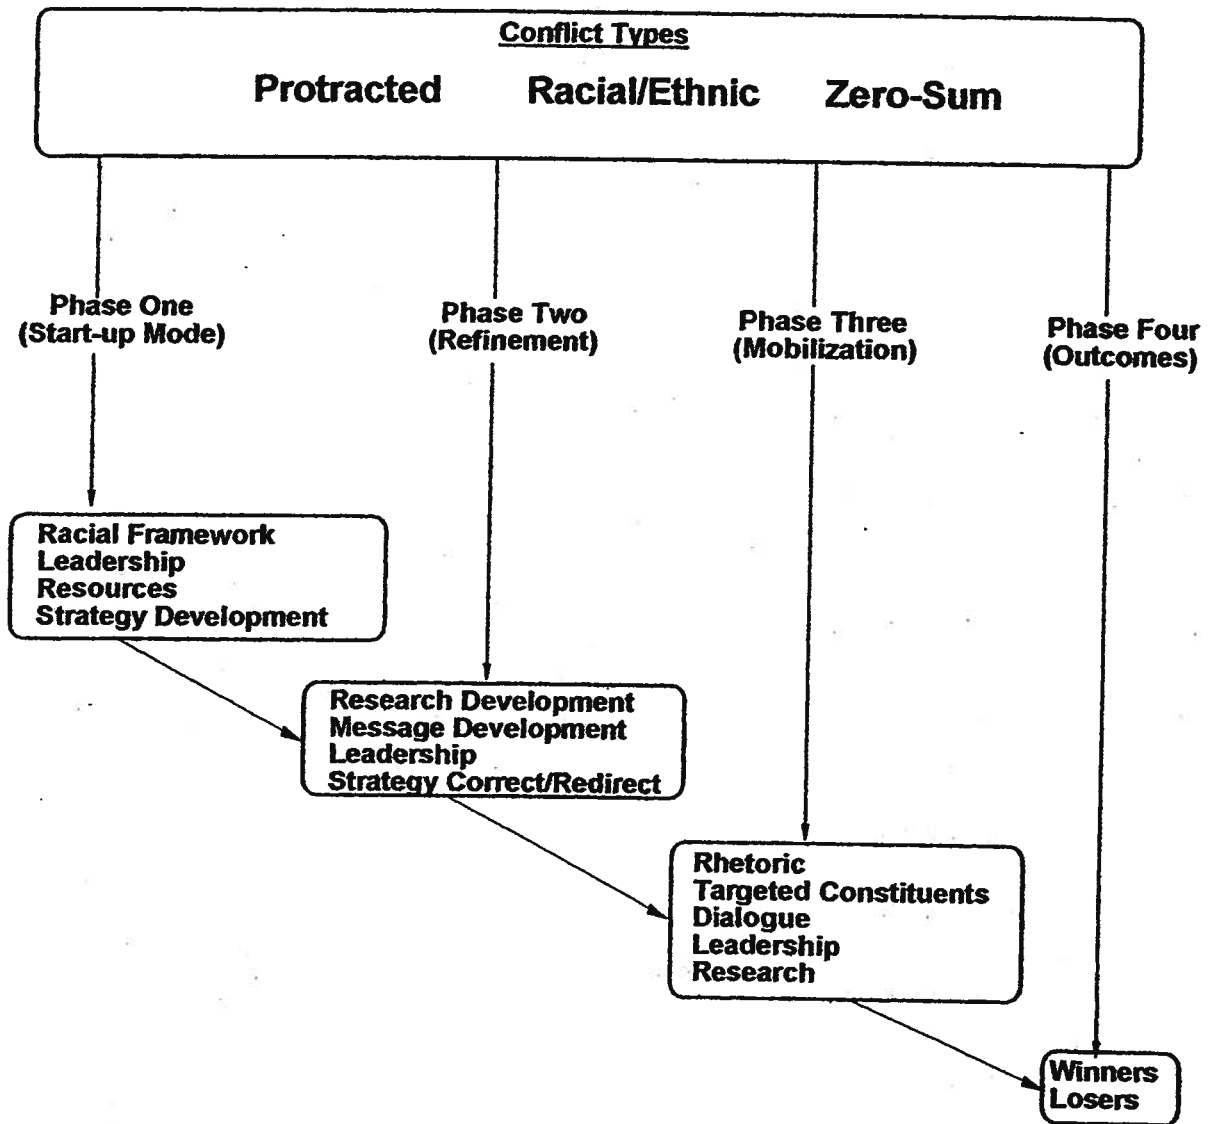 Conflict Types
Protracted Racial/Ethnic Zero-Sum
Phase One
(Start-up Mode)
Phase Two
(Refinement)
Phase Three
(Mobilization)
Phase Four
(Outcomes)
Racial Framework
Leadership
Resources
Strategy Development
Research Development
Message Development
Leadership
Strategy Correct/Redirect
Rhetoric
Targeted Constituents
Dialogue
Leadership
Research
Winners
Losers